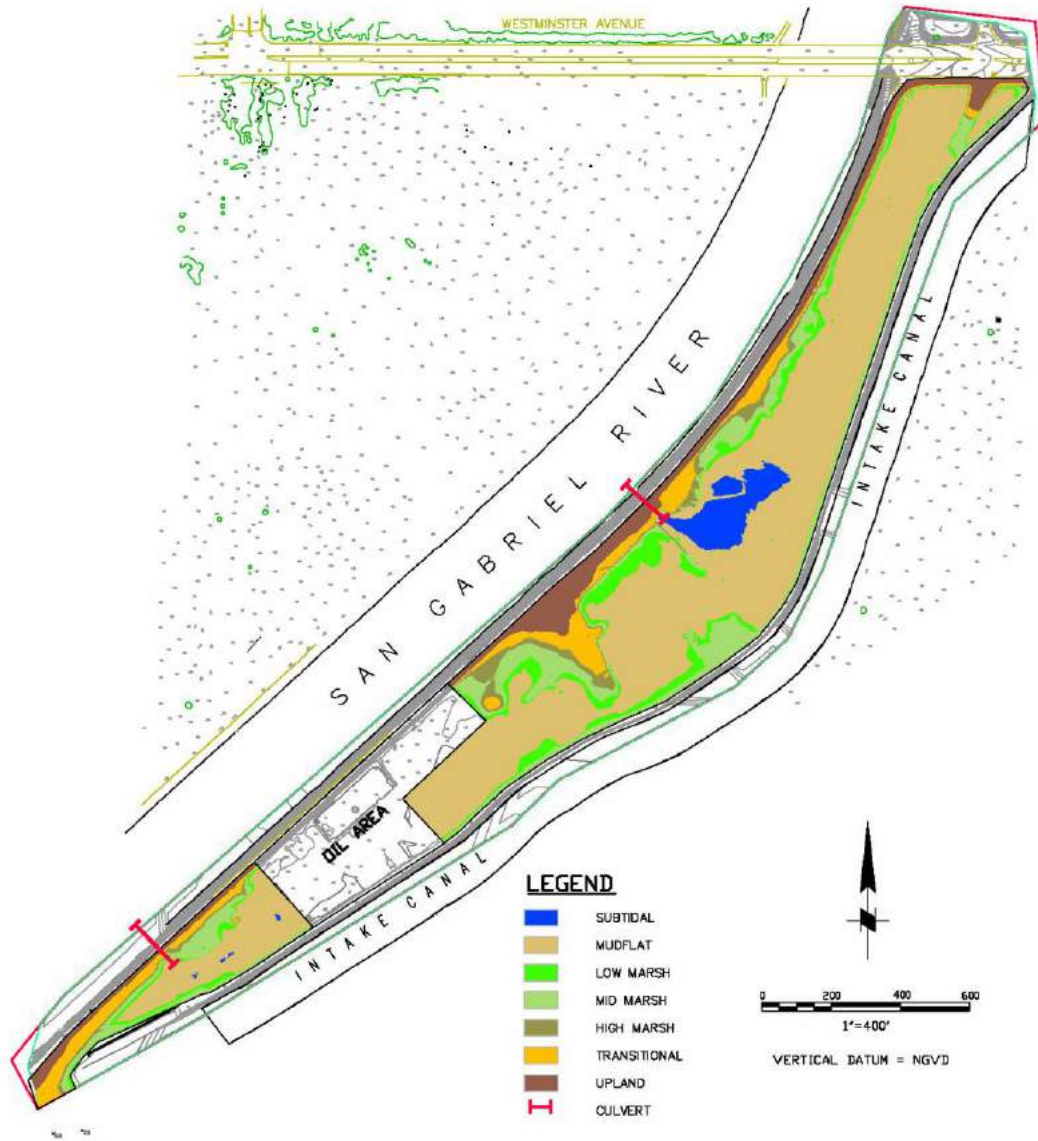 WESTMINSTER AVENUE
SAN GABRIEL RIVER
INTAKE CANAL
OIL AREA
INTAKE CANAL
LEGEND
SUBTIDAL
MUDFLAT
LOW MARSH
MID MARSH
HIGH MARSH
TRANSITIONAL
UPLAND
CULVERT
0 200 400 600
1"=400'
VERTICAL DATUM = NGVD